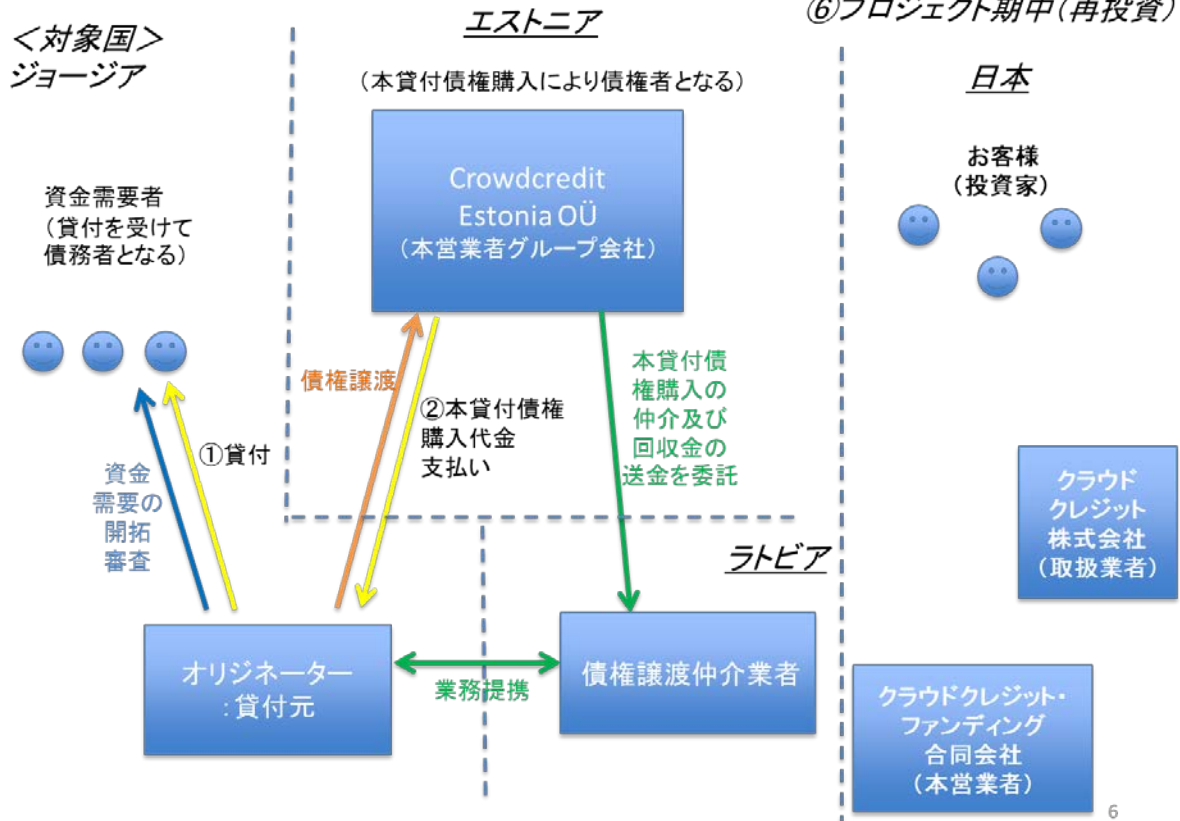 ⑥プロジェクト期中(再投資)
＜対象国＞
ジョージア
エストニア
日本
(本貸付債権購入により債権者となる)
Crowdcredit
Estonia OÜ
(本営業者グループ会社)
お客様
(投資家)
資金需要者
(貸付を受けて
債務者となる)
債権譲渡
②本貸付債権
購入代金
支払い
本貸付債
権購入の
仲介及び
回収金の
送金を委託
①貸付
資金
需要の
開拓
審査
クラウド
クレジット
株式会社
(取扱業者)
ラトビア
オリジネーター
:貸付元
業務提携
債権譲渡仲介業者
クラウドクレジット・
ファンディング
合同会社
(本営業者)
6